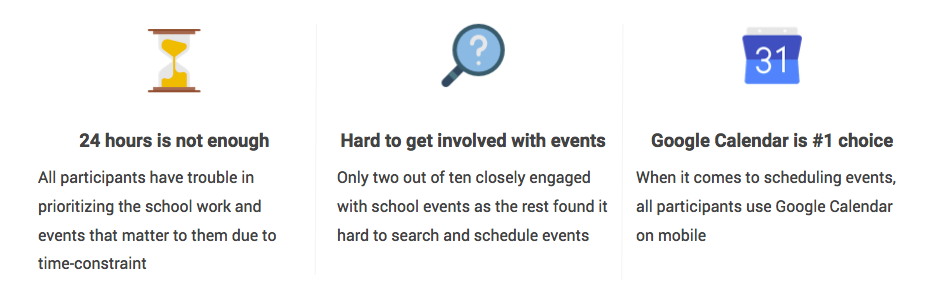 ?
31
24 hours is not enough
All participants have trouble in
prioritizing the school work and
events that matter to them due to
time-constraint
Hard to get involved with events
Only two out of ten closely engaged
with school events as the rest found it
hard to search and schedule events
Google Calendar is #1 choice
When it comes to scheduling events,
all participants use Google Calendar
on mobile